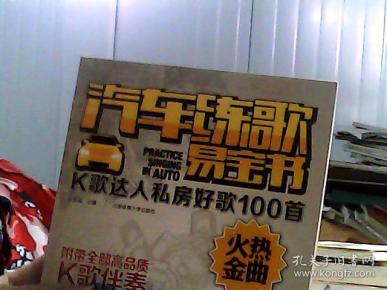 汽车练歌
易宝书
PRACTICE
SINGING
IN AUTO
K歌达人私房好歌100首
火热
金曲
附带全部高品质
K歌伴奏
孔夫子旧书网
www.kongfz.com